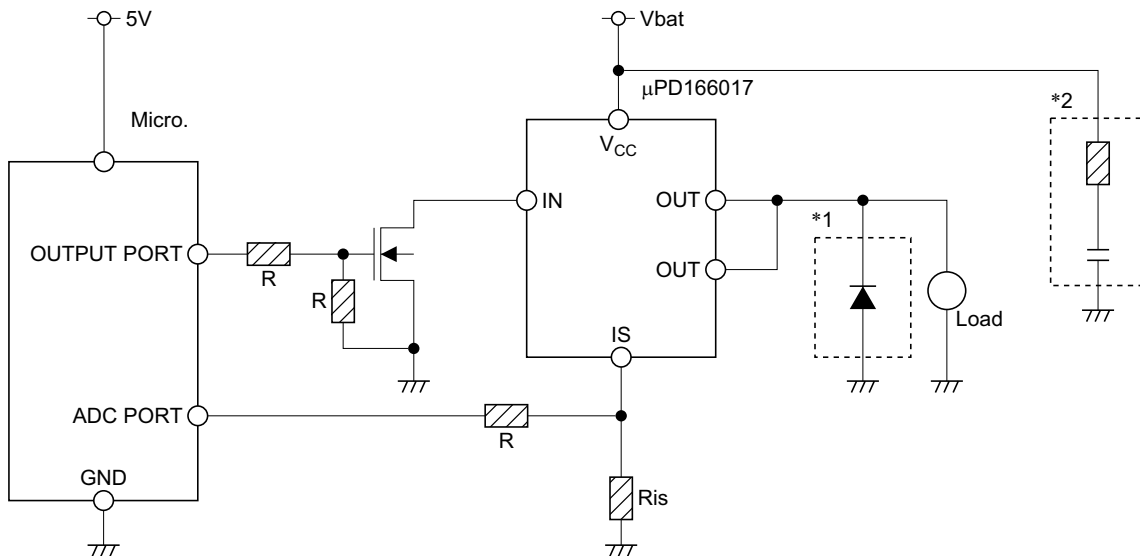 5V
Vbat
Micro.
μPD166017
*2
VCC
IN
OUT
*1
OUTPUT PORT
R
OUT
R
Load
IS
ADC PORT
R
GND
Ris